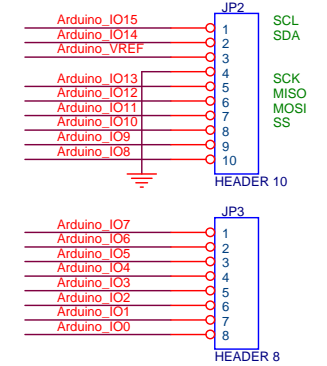 JP2
Arduino_IO15 1 SCL
Arduino_IO14 2 SDA
Arduino_VREF 3
4
Arduino_IO13 5 SCK
Arduino_IO12 6 MISO
Arduino_IO11 7 MOSI
Arduino_IO10 8 SS
Arduino_IO9 9
Arduino_IO8 10
HEADER 10
JP3
Arduino_IO7 1
Arduino_IO6 2
Arduino_IO5 3
Arduino_IO4 4
Arduino_IO3 5
Arduino_IO2 6
Arduino_IO1 7
Arduino_IO0 8
HEADER 8